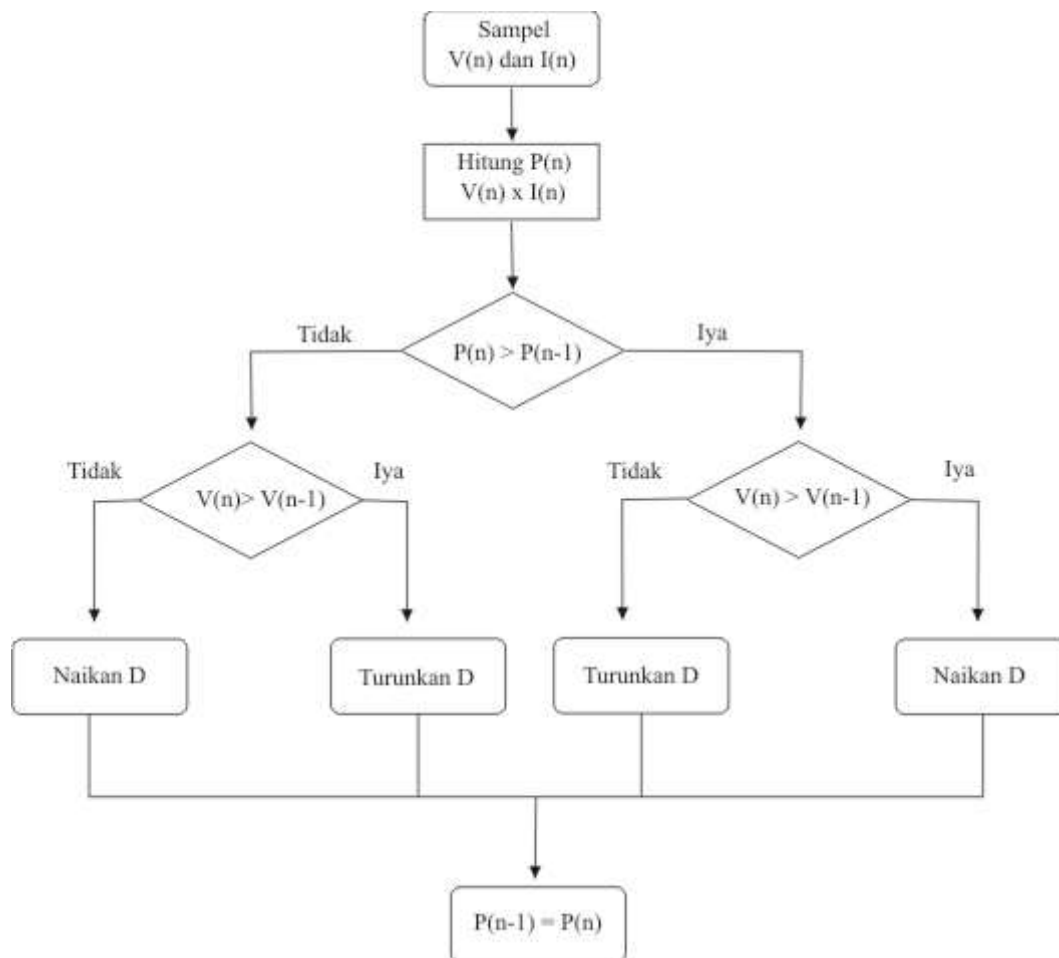 Sampel
V(n) dan I(n)
Hitung P(n)
V(n) x I(n)
Tidak
Iya
P(n) > P(n-1)
Tidak
Iya
Tidak
Iya
V(n)> V(n-1)
V(n) > V(n-1)
Naikan D
Turunkan D
Turunkan D
Naikan D
P(n-1) = P(n)